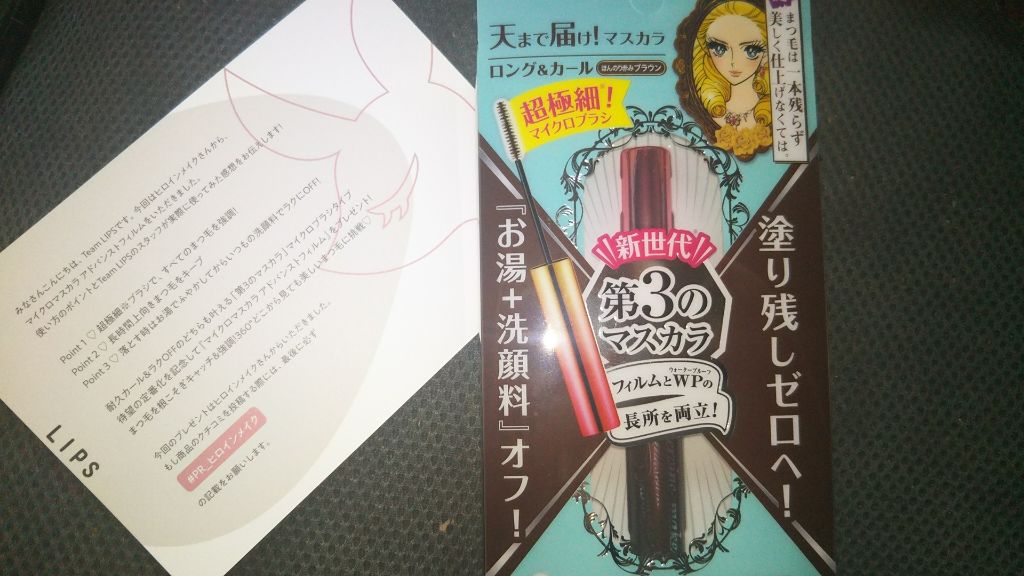 みなさんこんにちは、Team LIPSです。今回はヒロインメイクさんから、
マイクロマスカラ アドバンストフィルムをいただきました。
使い方のポイントとTeam LIPSのスタッフが実際に使ってみた感想をお伝えします!
Point 1 ♡ 超極細※ブラシで、すべてのまつ毛を強調!
Point 2 ♡ 長時間上向きまつ毛をキープ
Point 3 ♡ 落とす時はお湯でふやかしてからいつもの洗顔料でラクにOFF!
耐久カール&ラクOFFのどちらも叶える「第3のマスカラ」マイクロブラシタイプ
待望の定番化を記念して「マイクロマスカラ アドバンストフィルム」をプレゼント!
まつ毛を根こそぎキャッチ&強調!360°どこから見ても美しいまつ毛に挑戦♡
今回のプレゼントはヒロインメイクさんからいただきました。
もし商品のクチコミを投稿する際には、最後に必ず
#PR_ヒロインメイク
の記載をお願いします。
LIPS
天まで届け!マスカラ
ロング&カール ほんのり赤みブラウン
まつ毛は一本残らず
美しく仕上げなくては。
超極細!
マイクロブラシ
新世代
第3の
マスカラ
ウォータープルーフ
フィルムとWPの
長所を両立!
塗り残しゼロへ!
『お湯+洗顔料』オフ!